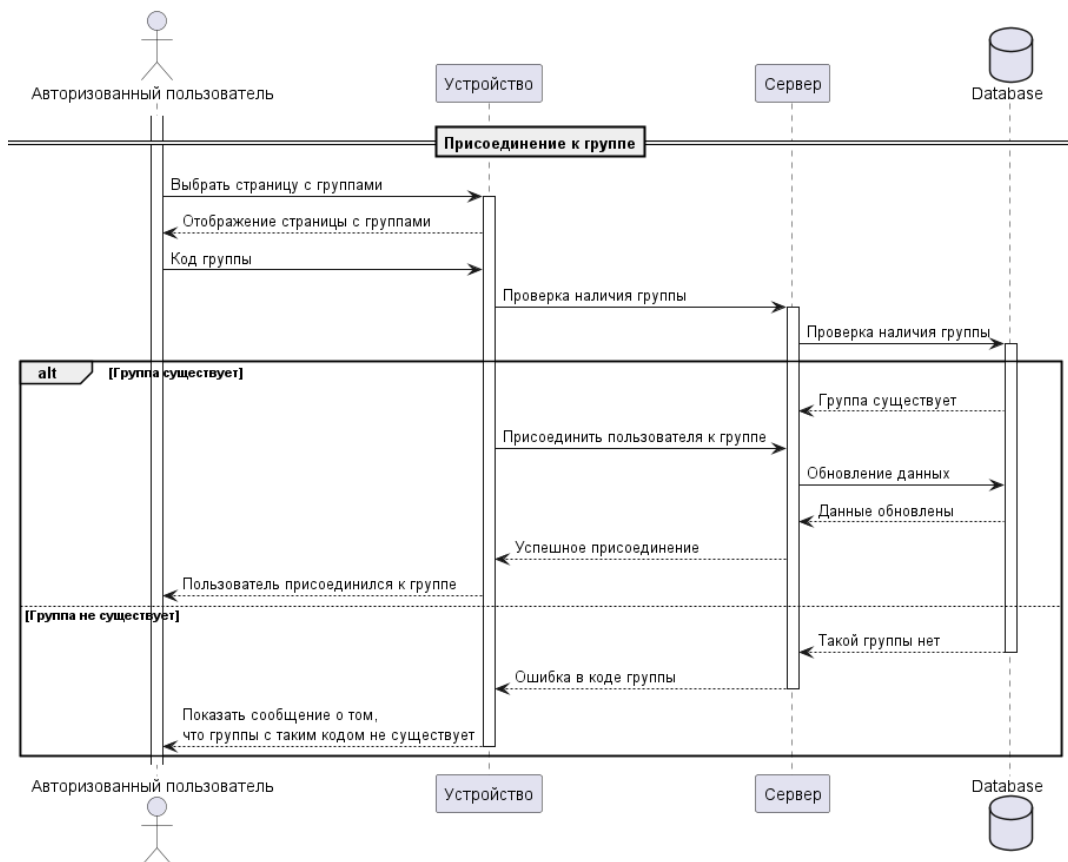 Авторизованный пользователь
Устройство
Сервер
Database
Присоединение к группе
Выбрать страницу с группами
Отображение страницы с группами
Код группы
Проверка наличия группы
Проверка наличия группы
alt
[Группа существует]
Группа существует
Присоединить пользователя к группе
Обновление данных
Данные обновлены
Успешное присоединение
Пользователь присоединился к группе
[Группа не существует]
Такой группы нет
Ошибка в коде группы
Показать сообщение о том,
что группы с таким кодом не существует
Авторизованный пользователь
Устройство
Сервер
Database